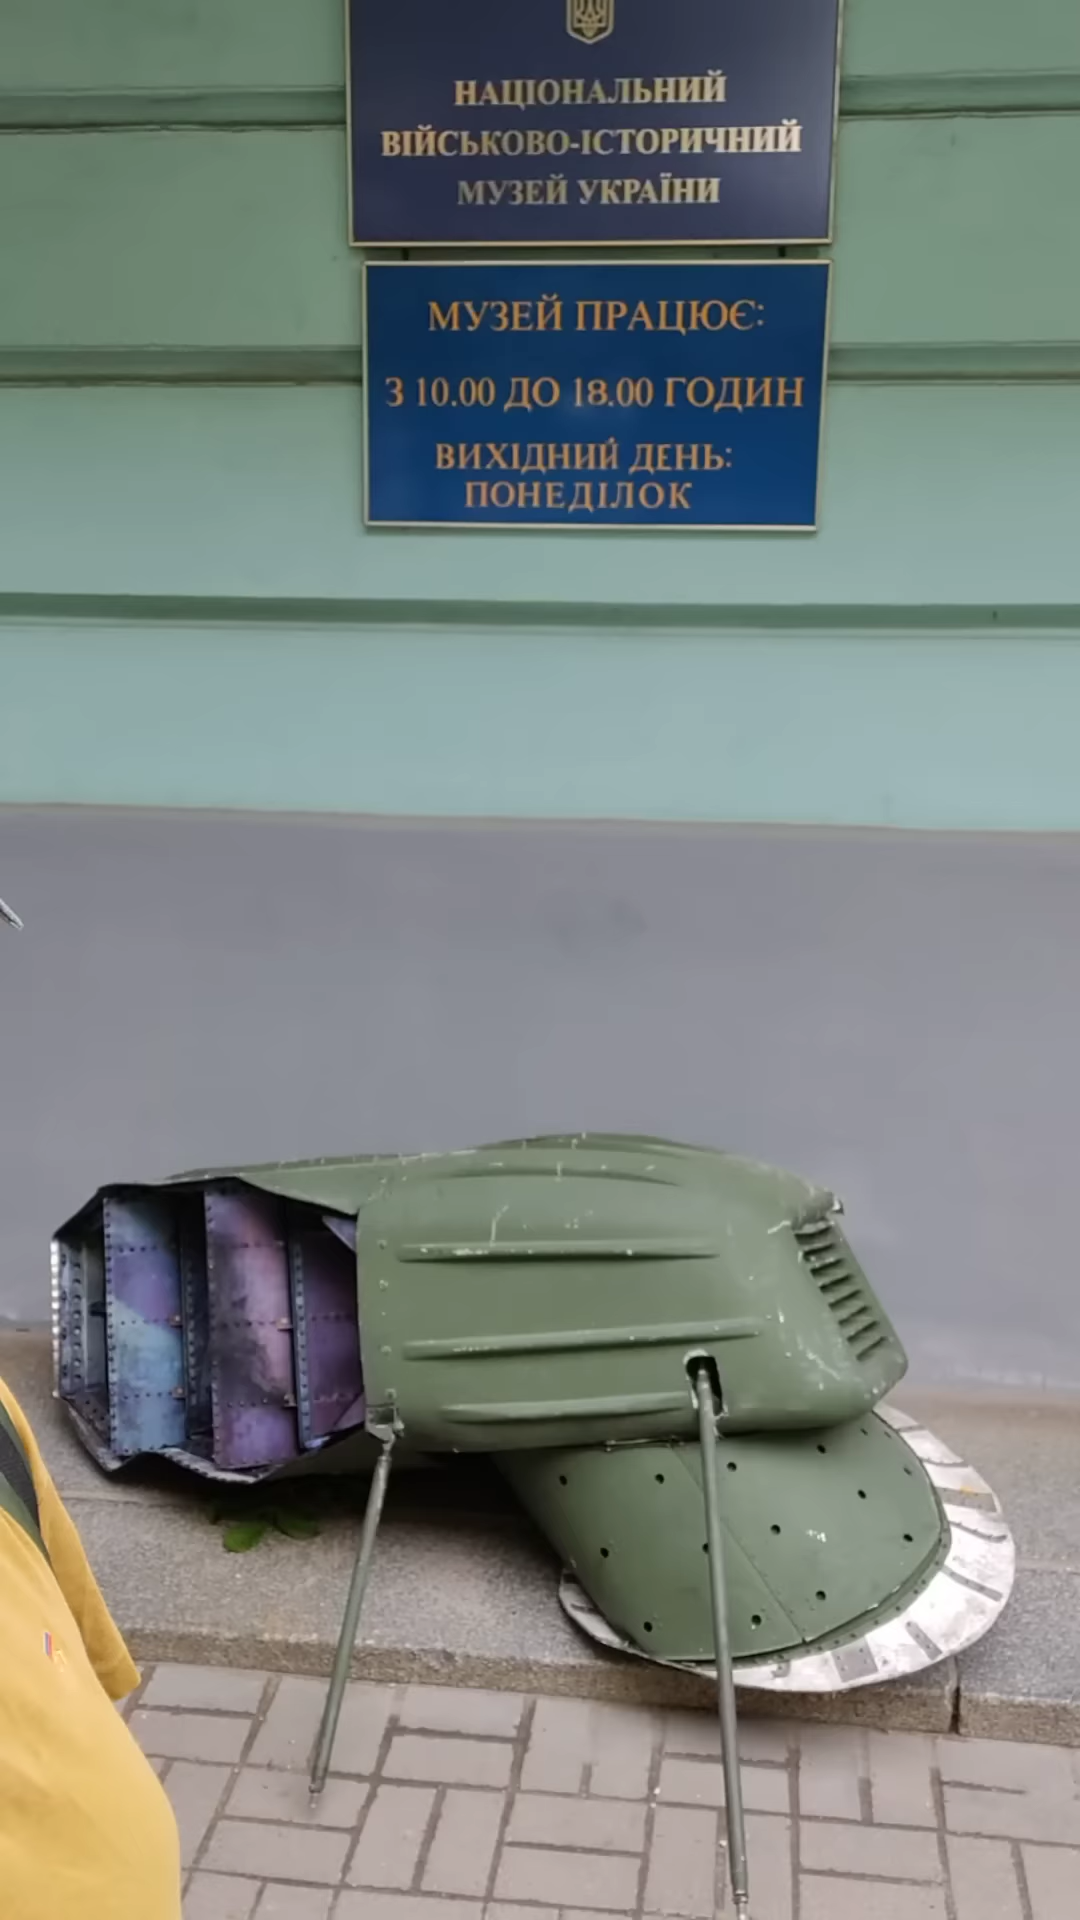 НАЦІОНАЛЬНИЙ
ВІЙСЬКОВО-ІСТОРИЧНИЙ
МУЗЕЙ УКРАЇНИ
МУЗЕЙ ПРАЦЮЄ:
З 10.00 ДО 18.00 ГОДИН
ВИХІДНИЙ ДЕНЬ:
ПОНЕДІЛОК